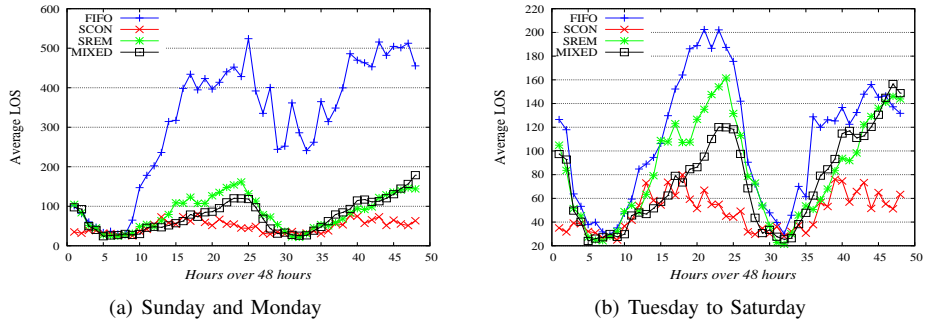 600
500
400
300
200
100
0
Average LOS
FIFO
SCON
SREM
MIXED
0 5 10 15 20 25 30 35 40 45 50
Hours over 48 hours
(a) Sunday and Monday
220
200
180
160
140
120
100
80
60
40
20
Average LOS
FIFO
SCON
SREM
MIXED
0 5 10 15 20 25 30 35 40 45 50
Hours over 48 hours
(b) Tuesday to Saturday